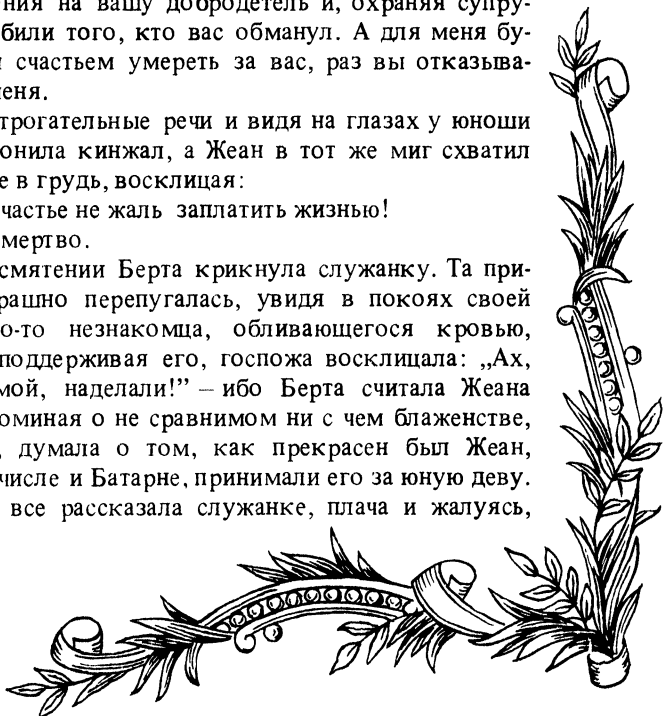 ния на вашу добродетель и, охраняя супру-
били того, кто вас обманул. А для меня бу-
счастьем умереть за вас, раз вы отказыва-
еня.
трогательные речи и видя на глазах у юноши
онила кинжал, а Жеан в тот же миг схватил
е в грудь, восклицая:
частье не жаль заплатить жизнью!
мертво.
смятении Берта крикнула служанку. Та при-
рашно перепугалась, увидя в покоях своей
о-то незнакомца, обливающегося кровью,
поддерживая его, госпожа восклицала: „Ах,
мой, наделали!” — ибо Берта считала Жеана
оминая о не сравнимом ни с чем блаженстве,
, думала о том, как прекрасен был Жеан,
числе и Батарне, принимали его за юную деву.
все рассказала служанке, плача и жалуясь,